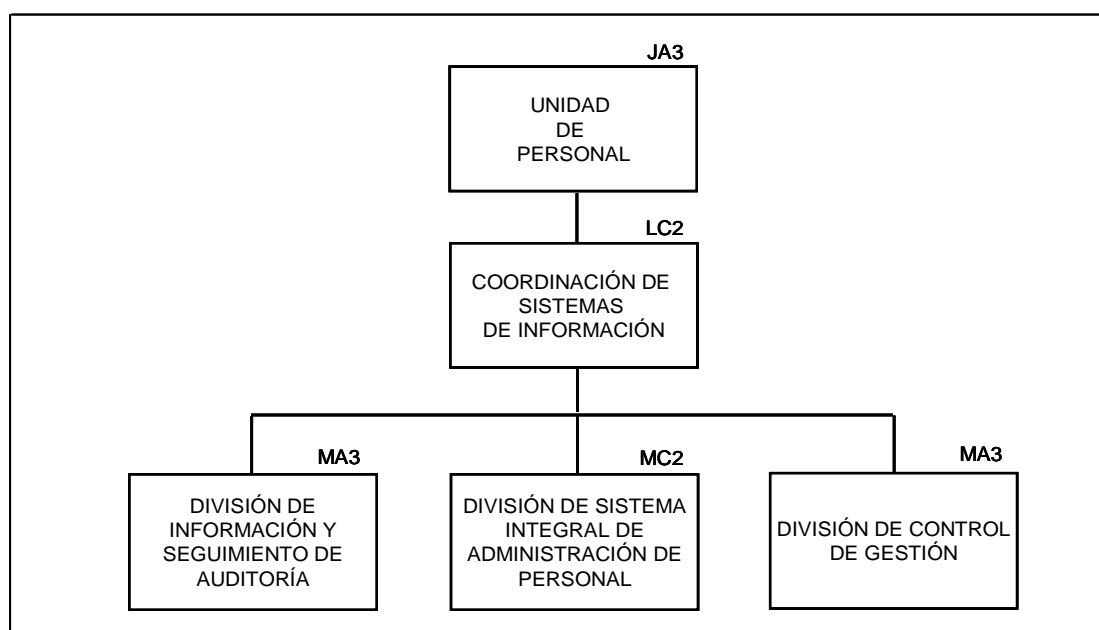 JA3
UNIDAD
DE
PERSONAL
LC2
COORDINACIÓN DE
SISTEMAS
DE INFORMACIÓN
MA3
DIVISIÓN DE
INFORMACIÓN Y
SEGUIMIENTO DE
AUDITORÍA
MC2
DIVISIÓN DE SISTEMA
INTEGRAL DE
ADMINISTRACIÓN DE
PERSONAL
MA3
DIVISIÓN DE CONTROL
DE GESTIÓN